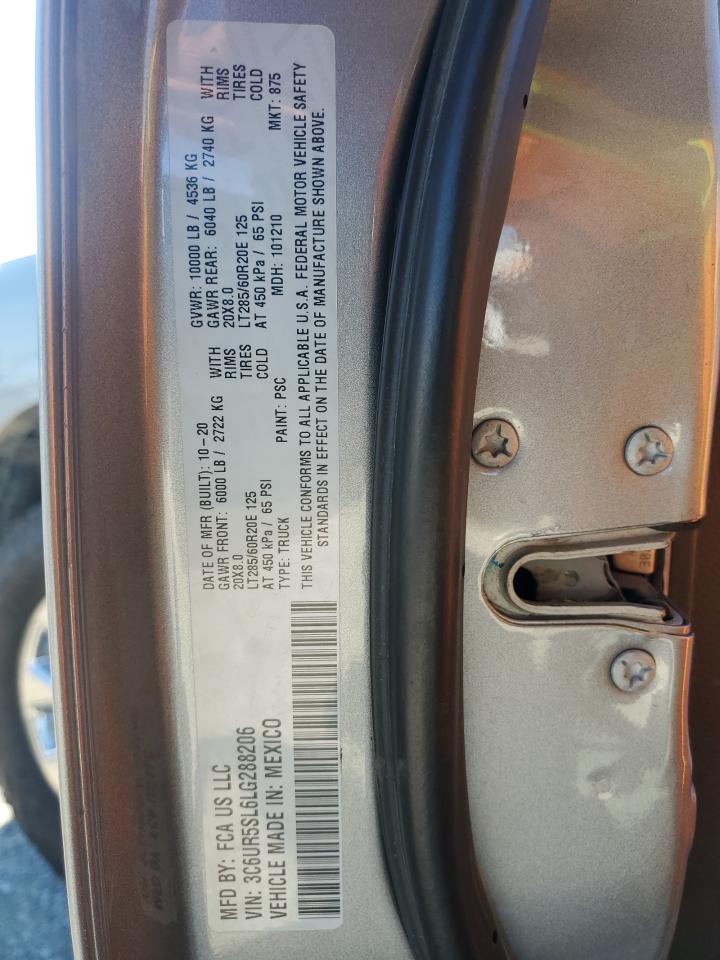 MFD BY: FCA US LLC
VIN: 3C6UR5SL6LG288206
VEHICLE MADE IN: MEXICO
DATE OF MFR (BUILT): 10-20 GVWR: 10000 LB / 4536 KG
GAWR FRONT: 6000 LB / 2722 KG WITH GAWR REAR: 6040 LB / 2740 KG WITH
20X8.0 RIMS 20X8.0 RIMS
LT285/60R20E 125 TIRES LT285/60R20E 125 TIRES
AT 450 kPa / 65 PSI COLD AT 450 kPa / 65 PSI COLD
TYPE: TRUCK PAINT: PSC MDH: 101210 MKT: 875
THIS VEHICLE CONFORMS TO ALL APPLICABLE U.S.A. FEDERAL MOTOR VEHICLE SAFETY
STANDARDS IN EFFECT ON THE DATE OF MANUFACTURE SHOWN ABOVE.